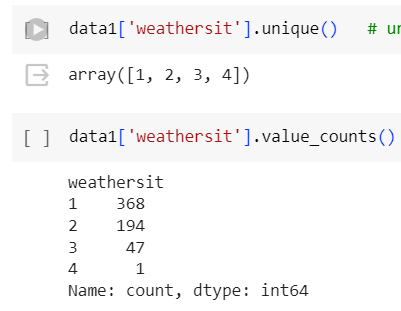 data1['weathersit'].unique() #
array([1, 2, 3, 4])
[ ] data1['weathersit'].value_counts()
weathersit
1 368
2 194
3 47
4 1
Name: count, dtype: int64